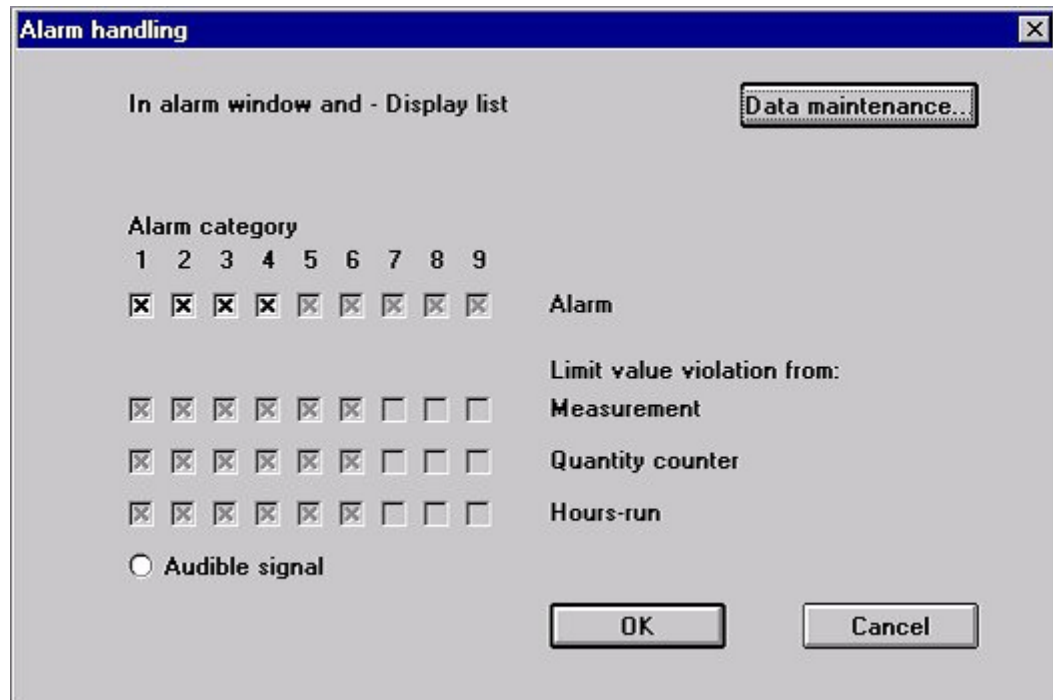 Alarm handling
In alarm window and - Display list
Data maintenance...
Alarm category
1 2 3 4 5 6 7 8 9
Alarm
Limit value violation from:
Measurement
Quantity counter
Hours-run
Audible signal
OK
Cancel